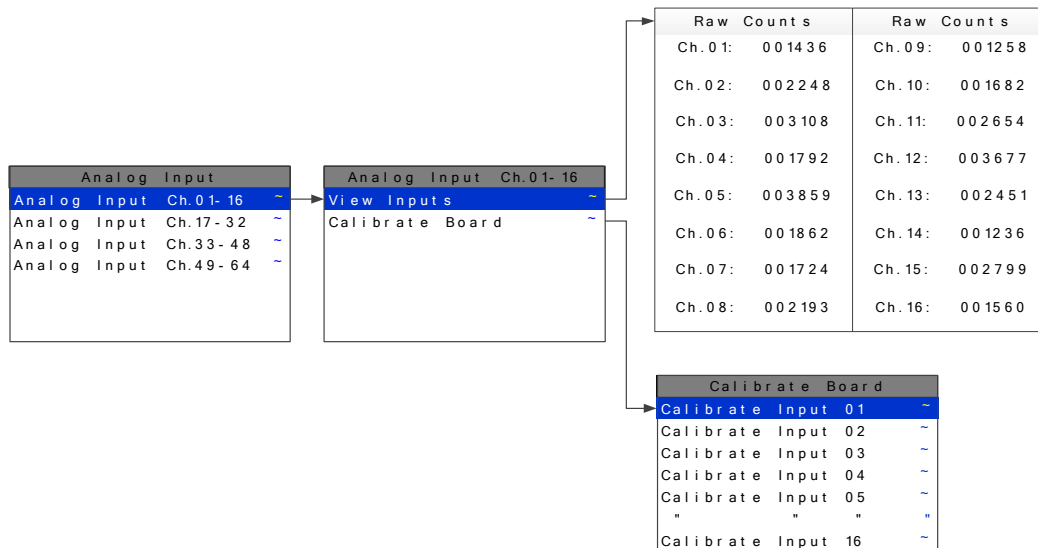 Analog Input
Analog Input Ch.01-16 ~
Analog Input Ch.17-32 ~
Analog Input Ch.33-48 ~
Analog Input Ch.49-64 ~
Analog Input Ch.01-16
View Inputs ~
Calibrate Board ~
Raw Counts Raw Counts
Ch.01: 001436 Ch.09: 001258
Ch.02: 002248 Ch.10: 001682
Ch.03: 003108 Ch.11: 002654
Ch.04: 001792 Ch.12: 003677
Ch.05: 003859 Ch.13: 002451
Ch.06: 001862 Ch.14: 001236
Ch.07: 001724 Ch.15: 002799
Ch.08: 002193 Ch.16: 001560
Calibrate Board
Calibrate Input 01 ~
Calibrate Input 02 ~
Calibrate Input 03 ~
Calibrate Input 04 ~
Calibrate Input 05 ~
" " " "
Calibrate Input 16 ~